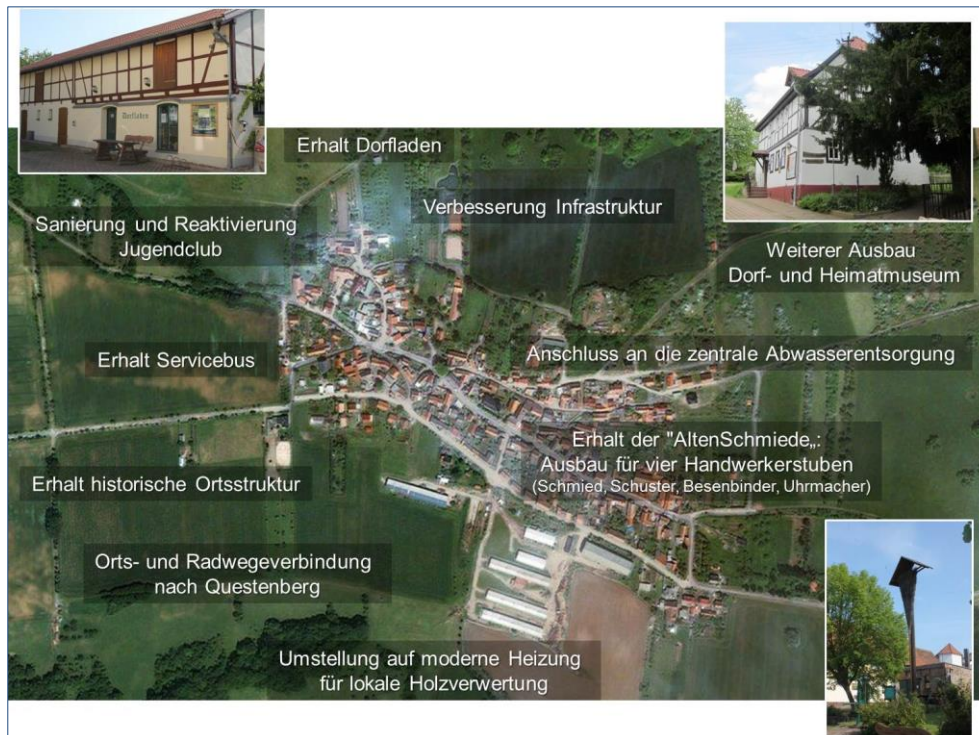 Dorfladen
Erhalt Dorfladen
Sanierung und Reaktivierung
Jugendclub
Verbesserung Infrastruktur
Weiterer Ausbau
Dorf- und Heimatmuseum
Erhalt Servicebus
Anschluss an die zentrale Abwasserentsorgung
Erhalt der "AltenSchmiede„:
Ausbau für vier Handwerkerstuben
(Schmied, Schuster, Besenbinder, Uhrmacher)
Erhalt historische Ortsstruktur
Orts- und Radwegeverbindung
nach Questenberg
Umstellung auf moderne Heizung
für lokale Holzverwertung